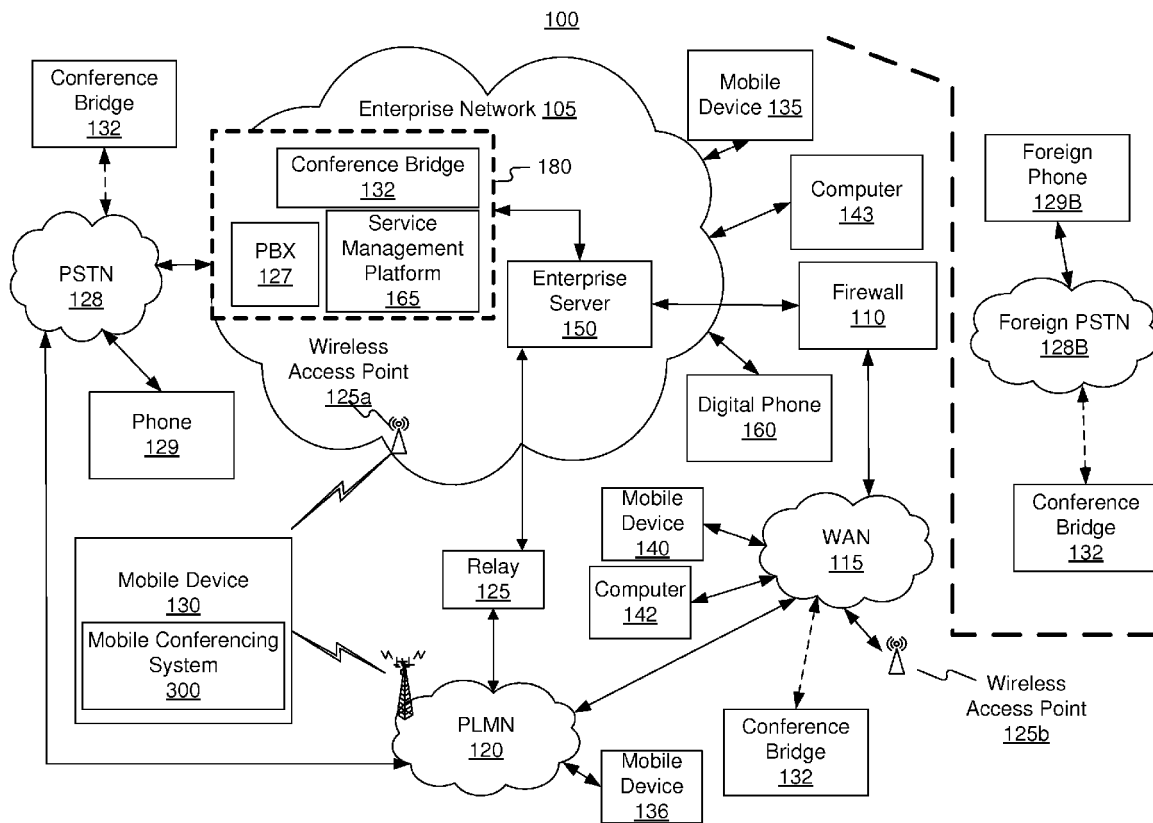 100
Conference
Bridge
132
Enterprise Network 105
Mobile
Device 135
Conference Bridge
132
180
Computer
143
Foreign
Phone
129B
PSTN
128
PBX
127
Service
Management
Platform
165
Enterprise
Server
150
Firewall
110
Foreign PSTN
128B
Wireless
Access Point
125a
Phone
129
Digital Phone
160
Mobile Device
130
Mobile Conferencing
System
300
Relay
125
Mobile
Device
140
Computer
142
WAN
115
Conference
Bridge
132
PLMN
120
Mobile
Device
136
Conference
Bridge
132
Wireless
Access Point
125b